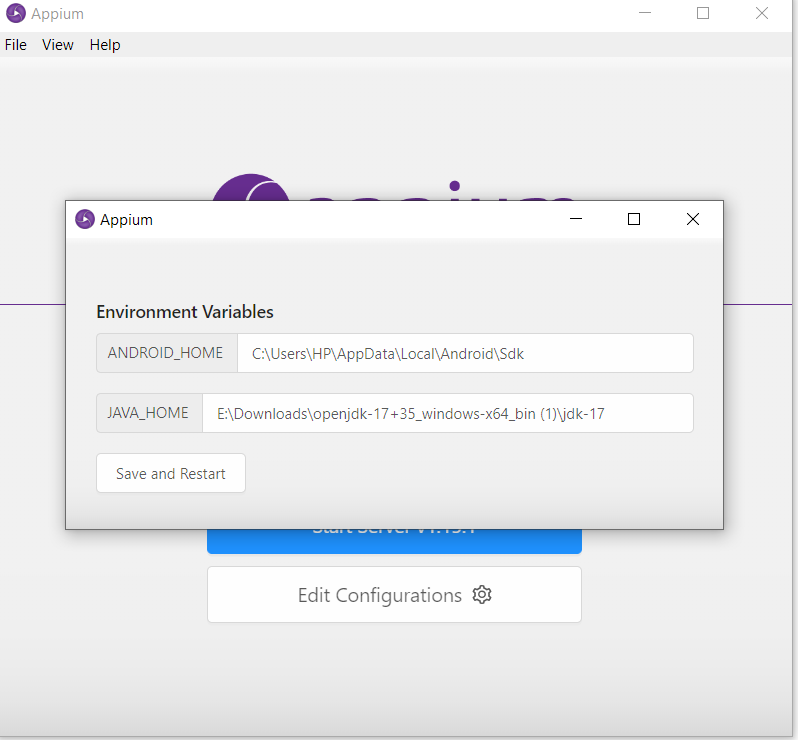 Appium
File View Help
Appium
Environment Variables
ANDROID_HOME C:\Users\HP\AppData\Local\Android\Sdk
JAVA_HOME E:\Downloads\openjdk-17+35_windows-x64_bin (1)\jdk-17
Save and Restart
Edit Configurations